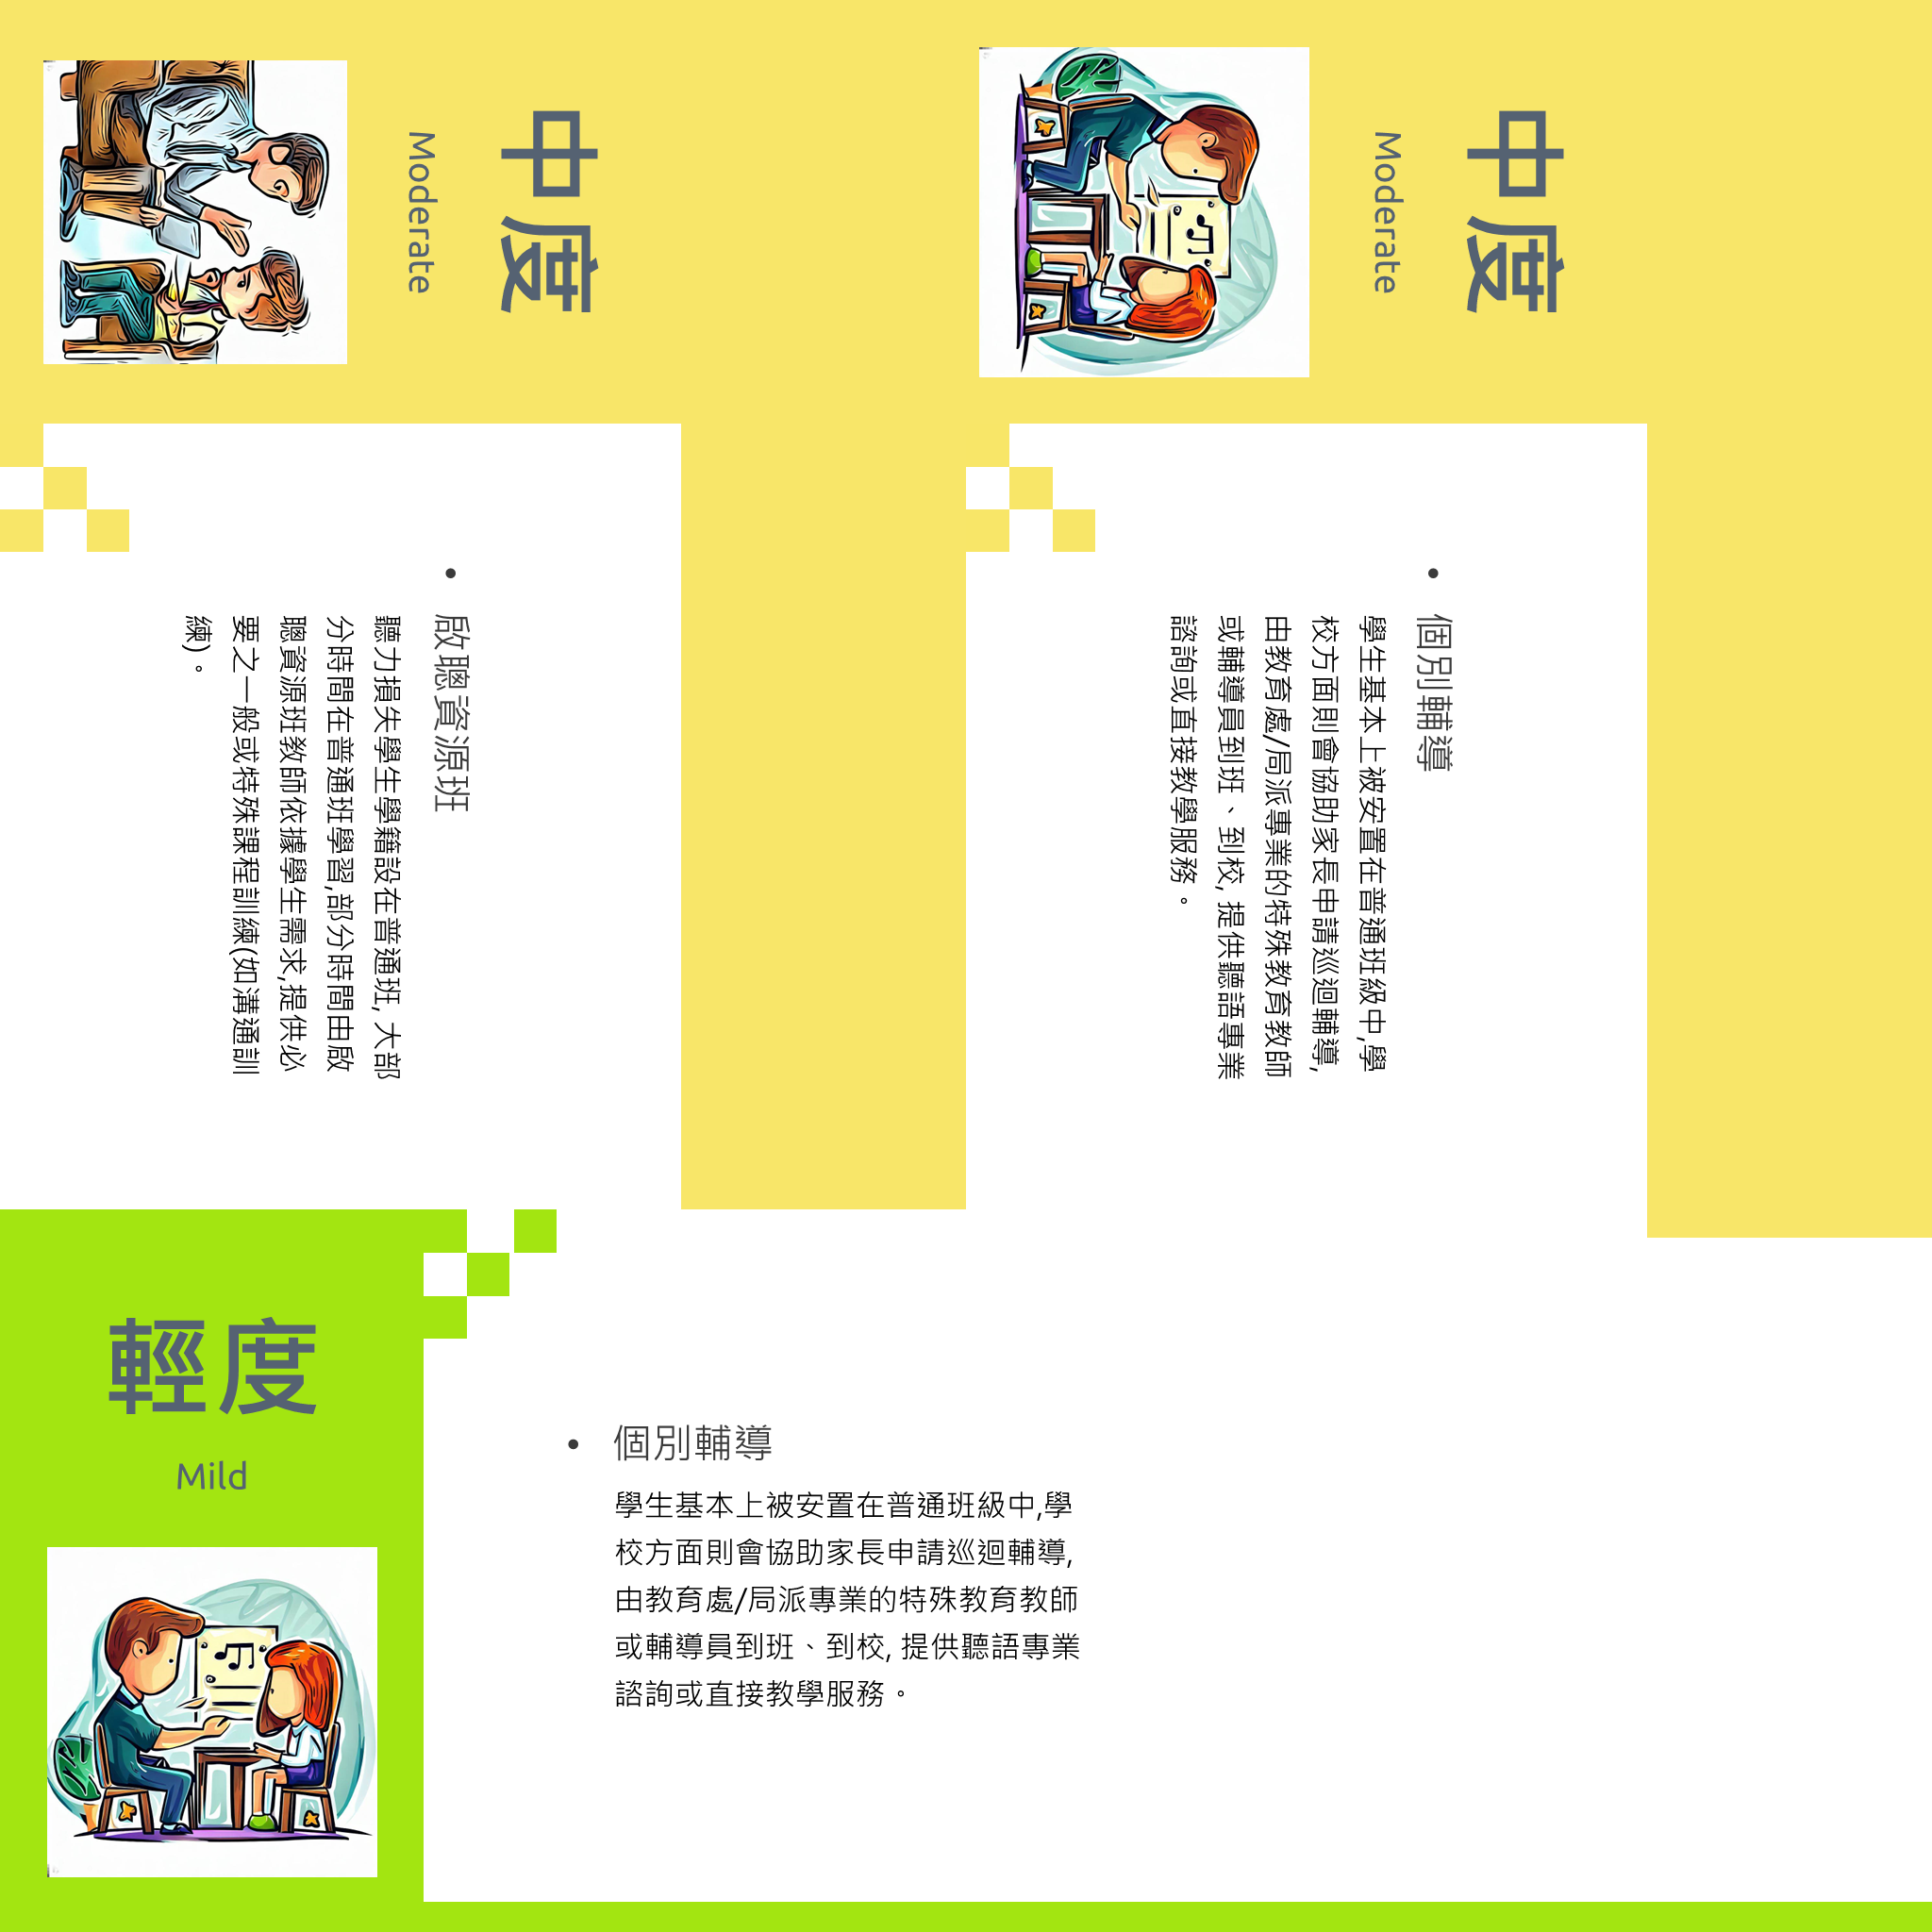 中度
Moderate
• 啟聰資源班
聽力損失學生學籍設在普通班, 大部
分時間在普通班學習,部分時間由啟
聰資源班教師依據學生需求,提供必
要之一般或特殊課程訓練(如溝通訓
練)。
中度
Moderate
• 個別輔導
學生基本上被安置在普通班級中,學
校方面則會協助家長申請巡迴輔導,
由教育處/局派專業的特殊教育教師
或輔導員到班、到校, 提供聽語專業
諮詢或直接教學服務。
輕度
Mild
• 個別輔導
學生基本上被安置在普通班級中,學
校方面則會協助家長申請巡迴輔導,
由教育處/局派專業的特殊教育教師
或輔導員到班、到校, 提供聽語專業
諮詢或直接教學服務。